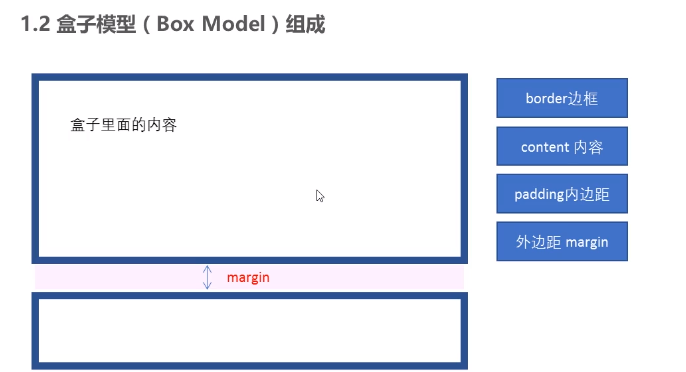 1.2 盒子模型（Box Model）组成
盒子里面的内容
margin
border边框
content 内容
padding内边距
外边距 margin